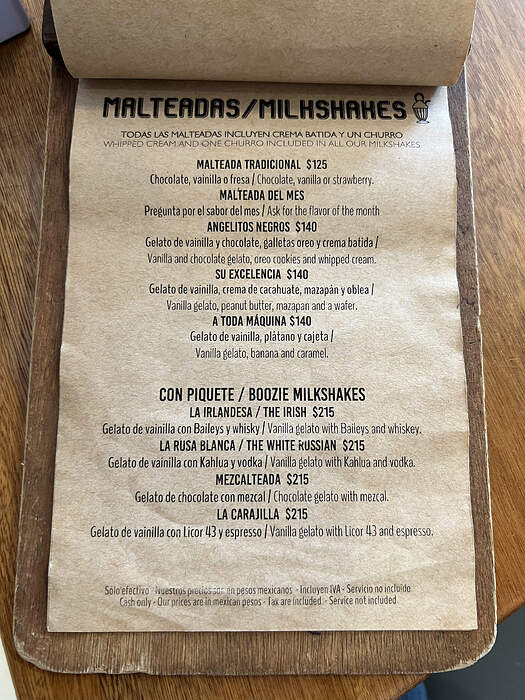 MALTEADAS/MILKSHAKES
TODAS LAS MALTEADAS INCLUYEN CREMA BATIDA Y UN CHURRO
WHIPPED CREAM AND ONE CHURRO INCLUDED IN ALL OUR MILKSHAKES
MALTEADA TRADICIONAL $125
Chocolate, vainilla o fresa / Chocolate, vanilla or strawberry.
MALTEADA DEL MES
Pregunta por el sabor del mes / Ask for the flavor of the month
ANGELITOS NEGROS $140
Gelato de vainilla y chocolate, galletas oreo y crema batida /
Vanilla and chocolate gelato, oreo cookies and whipped cream.
SU EXCELENCIA $140
Gelato de vainilla, crema de cacahuate, mazapán y oblea /
Vanilla gelato, peanut butter, mazapan and a wafer.
A TODA MÁQUINA $140
Gelato de vainilla, plátano y cajeta /
Vanilla gelato, banana and caramel.
CON PIQUETE / BOOZIE MILKSHAKES
LA IRLANDESA / THE IRISH $215
Gelato de vainilla con Baileys y whisky / Vanilla gelato with Baileys and whiskey.
LA RUSA BLANCA / THE WHITE RUSSIAN $215
Gelato de vainilla con Kahlua y vodka / Vanilla gelato with Kahlua and vodka.
MEZCALTEADA $215
Gelato de chocolate con mezcal / Chocolate gelato with mezcal.
LA CARAJILLA $215
Gelato de vainilla con Licor 43 y espresso / Vanilla gelato with Licor 43 and espresso.
Sólo efectivo - Nuestros precios son en pesos mexicanos - Incluyen IVA - Servicio no incluido
Cash only - Our prices are in mexican pesos - Tax are included - Service not included